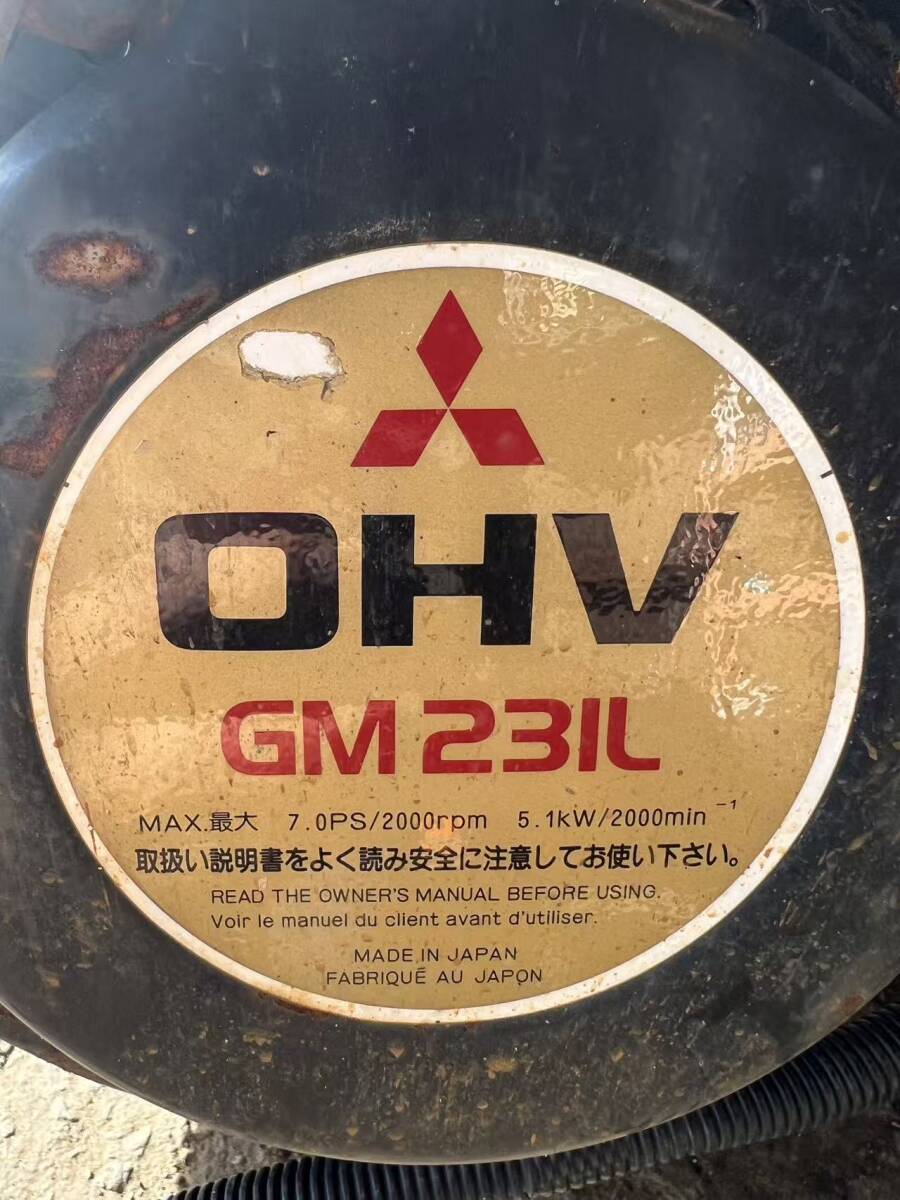 OHV
GM231L
MAX.最大 7.0PS/2000rpm 5.1kW/2000min⁻¹
取扱い説明書をよく読み安全に注意してお使い下さい。
READ THE OWNER'S MANUAL BEFORE USING.
Voir le manuel du client avant d'utiliser.
MADE IN JAPAN
FABRIQUÉ AU JAPON